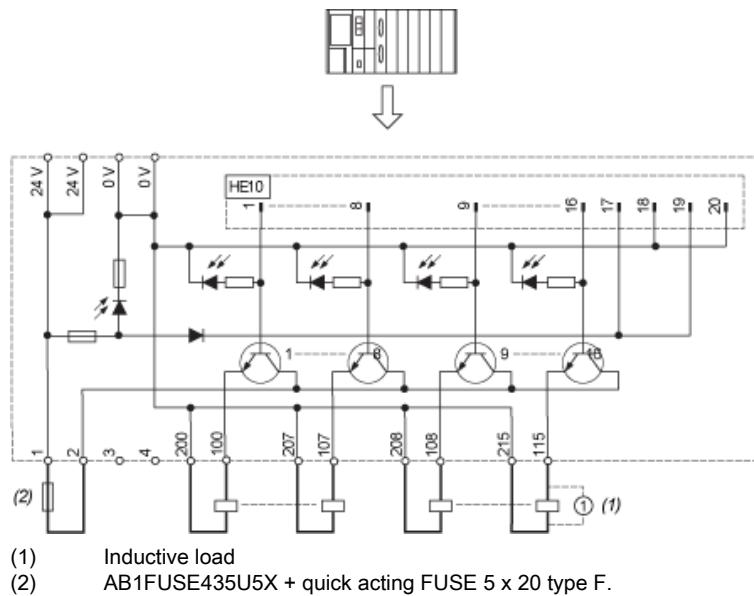 24 V 24 V 0 V 0 V
HE10
1 8 9 16 17 18 19 20
1 8 9 16
1 2 3 4 200 100 207 107 208 108 215 115
(2) 1 (1)
(1) Inductive load
(2) AB1FUSE435U5X + quick acting FUSE 5 x 20 type F.